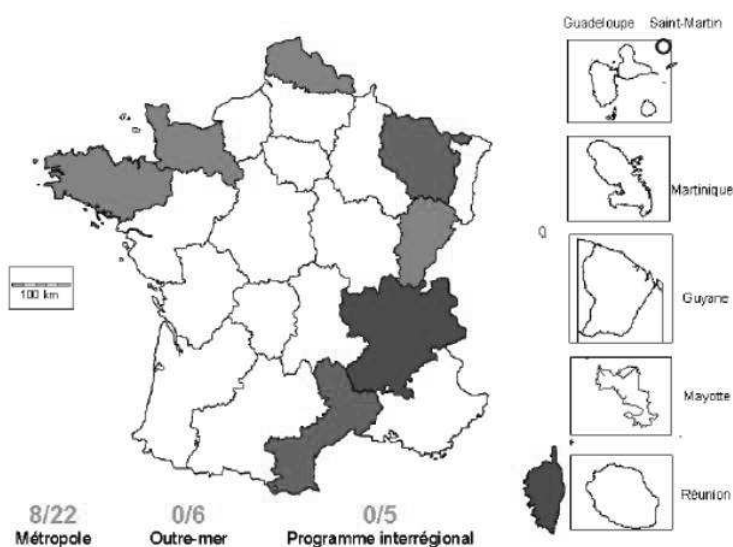 Guadeloupe Saint-Martin
Martinique
100 km
Guyane
Mayotte
Réunion
8/22 0/6 0/5
Métropole Outre-mer Programme interrégional